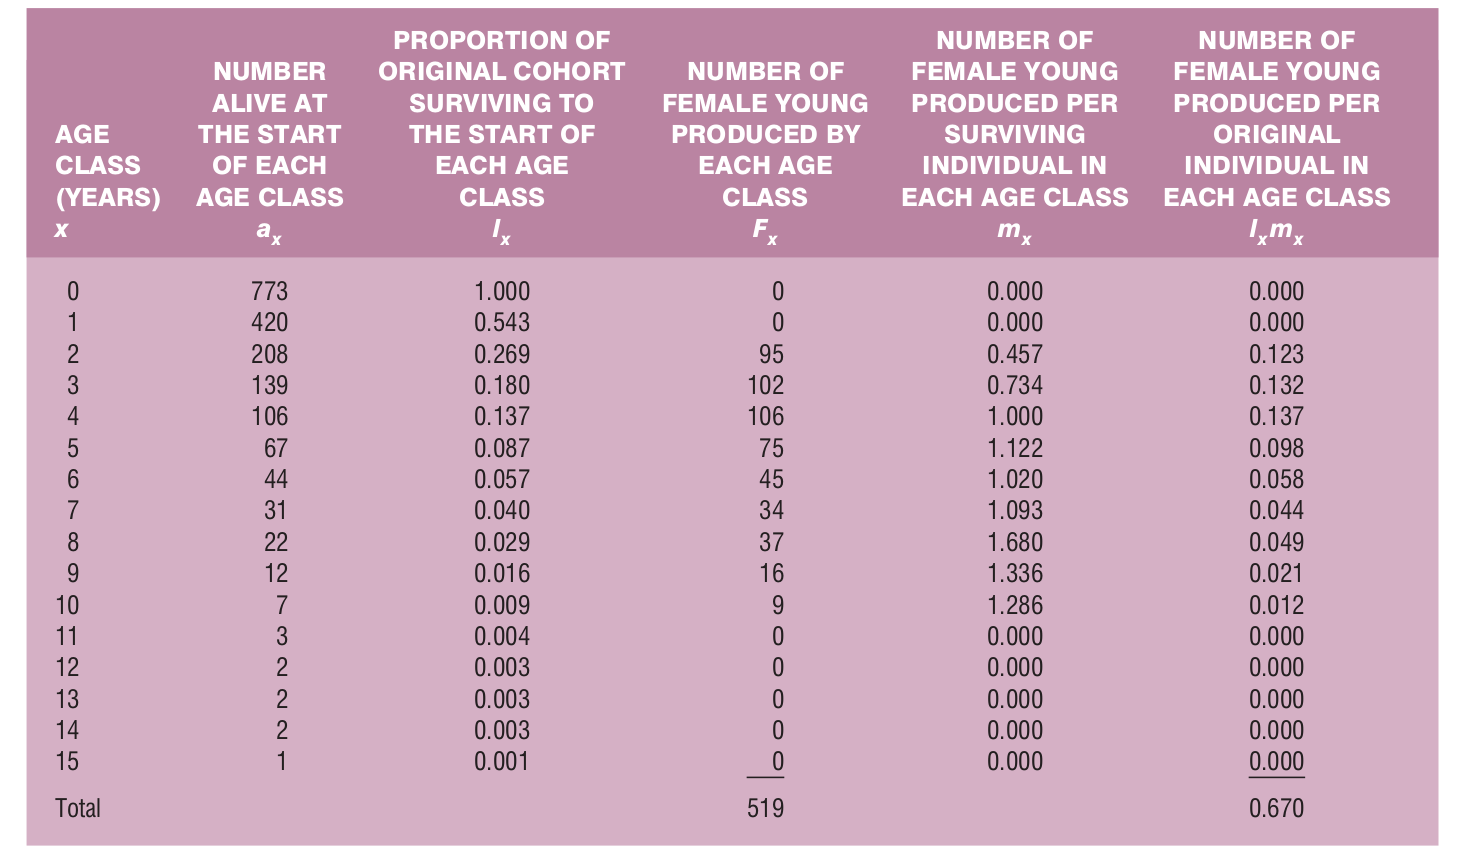 AGE CLASS (YEARS) x | NUMBER ALIVE AT THE START OF EACH AGE CLASS ax | PROPORTION OF ORIGINAL COHORT SURVIVING TO THE START OF EACH AGE CLASS lx | NUMBER OF FEMALE YOUNG PRODUCED BY EACH AGE CLASS Fx | NUMBER OF FEMALE YOUNG PRODUCED PER SURVIVING INDIVIDUAL IN EACH AGE CLASS mx | NUMBER OF FEMALE YOUNG PRODUCED PER ORIGINAL INDIVIDUAL IN EACH AGE CLASS lxmx
0 773 1.000 0 0.000 0.000
1 420 0.543 0 0.000 0.000
2 208 0.269 95 0.457 0.123
3 139 0.180 102 0.734 0.132
4 106 0.137 106 1.000 0.137
5 67 0.087 75 1.122 0.098
6 44 0.057 45 1.020 0.058
7 31 0.040 34 1.093 0.044
8 22 0.029 37 1.680 0.049
9 12 0.016 16 1.336 0.021
10 7 0.009 9 1.286 0.012
11 3 0.004 0 0.000 0.000
12 2 0.003 0 0.000 0.000
13 2 0.003 0 0.000 0.000
14 2 0.003 0 0.000 0.000
15 1 0.001 0 0.000 0.000
Total 519 0.670